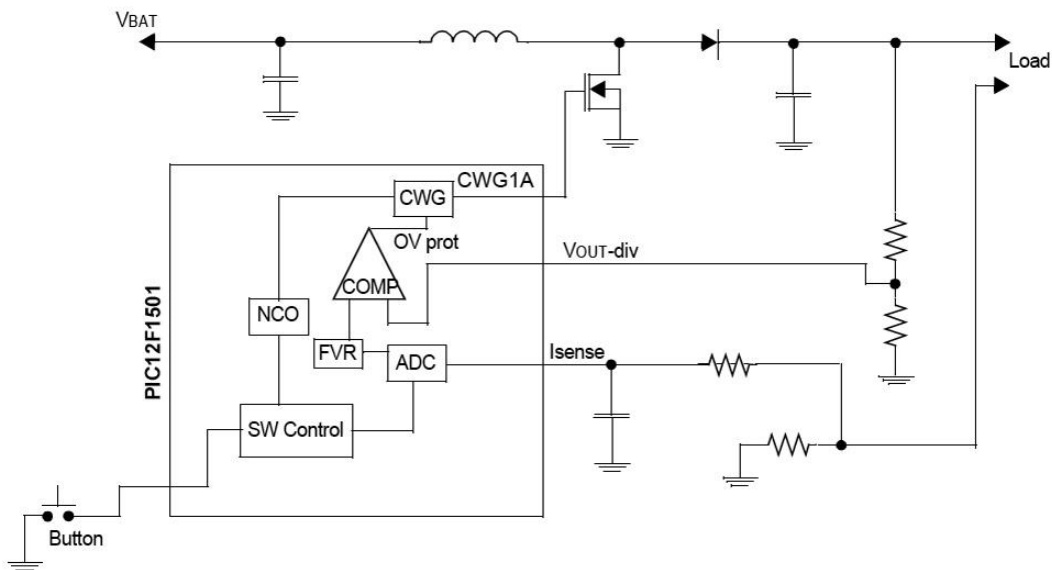 VBAT
Load
CWG1A
CWG
OV prot
VOUT-div
COMP
NCO
PIC12F1501
FVR
ADC
Isense
SW Control
Button